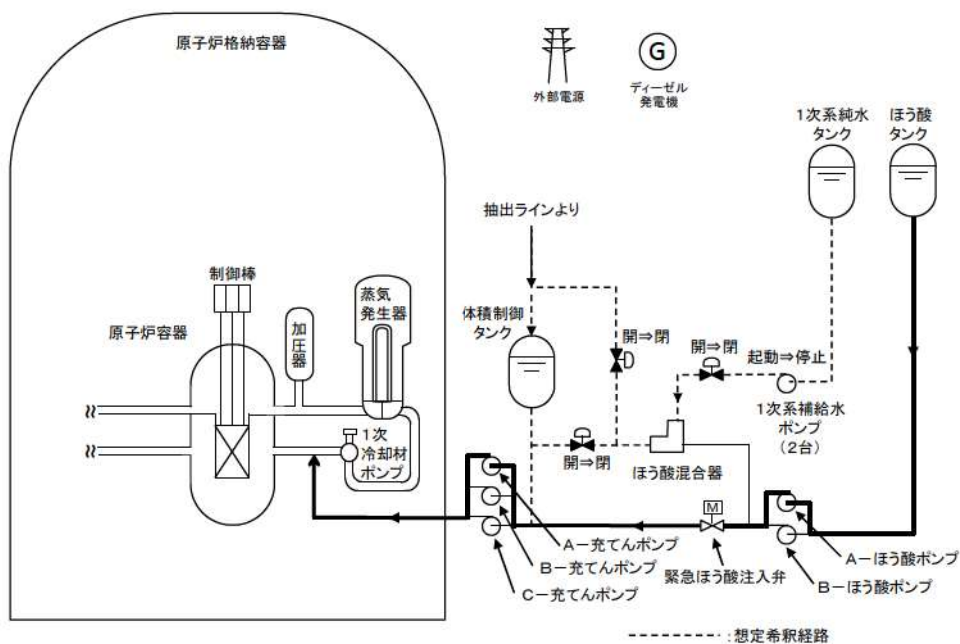 原子炉格納容器
G
外部電源
ディーゼル
発電機
1次系純水
タンク
ほう酸
タンク
抽出ラインより
制御棒
蒸気
発生器
体積制御
タンク
原子炉容器
加
圧
器
開⇒閉
開⇒閉
起動⇒停止
1次
冷却材
ポンプ
1次系補給水
ポンプ
(2台)
開⇒閉
ほう酸混合器
M
A-充てんポンプ
B-充てんポンプ
C-充てんポンプ
緊急ほう酸注入弁
A-ほう酸ポンプ
B-ほう酸ポンプ
:想定希釈経路